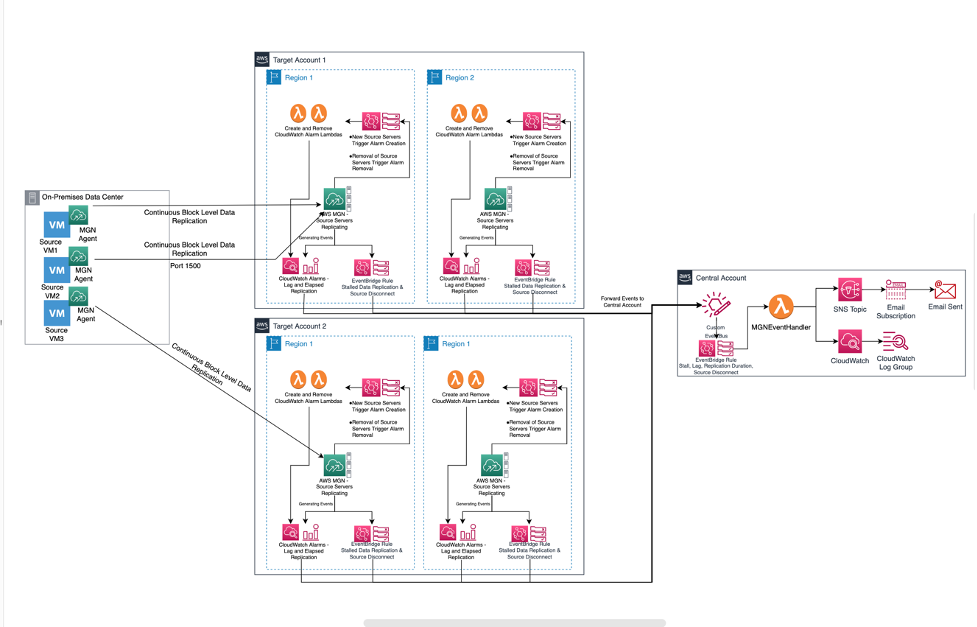 aws
Target Account 1
Region 1
Create and Remove
CloudWatch Alarm Lambdas
•New Source Servers
Trigger Alarm Creation
•Removal of Source
Servers Trigger Alarm
Removal
AWS MGN -
Source Servers
Replicating
Generating Events
CloudWatch Alarms -
Lag and Elapsed
Replication
EventBridge Rule
Stalled Data Replication &
Source Disconnect
Region 2
Create and Remove
CloudWatch Alarm Lambdas
•New Source Servers
Trigger Alarm Creation
•Removal of Source
Servers Trigger Alarm
Removal
AWS MGN -
Source Servers
Replicating
Generating Events
CloudWatch Alarms -
Lag and Elapsed
Replication
EventBridge Rule
Stalled Data Replication &
Source Disconnect
On-Premises Data Center
VM
Source
VM1
MGN
Agent
VM
Source
VM2
MGN
Agent
VM
Source
VM3
MGN
Agent
Continuous Block Level Data
Replication
Continuous Block Level Data
Replication
Port 1500
Continuous Block Level Data
Replication
aws
Target Account 2
Region 1
Create and Remove
CloudWatch Alarm Lambdas
•New Source Servers
Trigger Alarm Creation
•Removal of Source
Servers Trigger Alarm
Removal
AWS MGN -
Source Servers
Replicating
Generating Events
CloudWatch Alarms -
Lag and Elapsed
Replication
EventBridge Rule
Stalled Data Replication &
Source Disconnect
Region 1
Create and Remove
CloudWatch Alarm Lambdas
•New Source Servers
Trigger Alarm Creation
•Removal of Source
Servers Trigger Alarm
Removal
AWS MGN -
Source Servers
Replicating
Generating Events
CloudWatch Alarms -
Lag and Elapsed
Replication
EventBridge Rule
Stalled Data Replication &
Source Disconnect
Forward Events to
Central Account
aws
Central Account
Custom
Event Bus
EventBridge Rule
Stall, Lag, Replication Duration,
Source Disconnect
MGNEventHandler
SNS Topic
Email
Subscription
Email Sent
CloudWatch
CloudWatch
Log Group